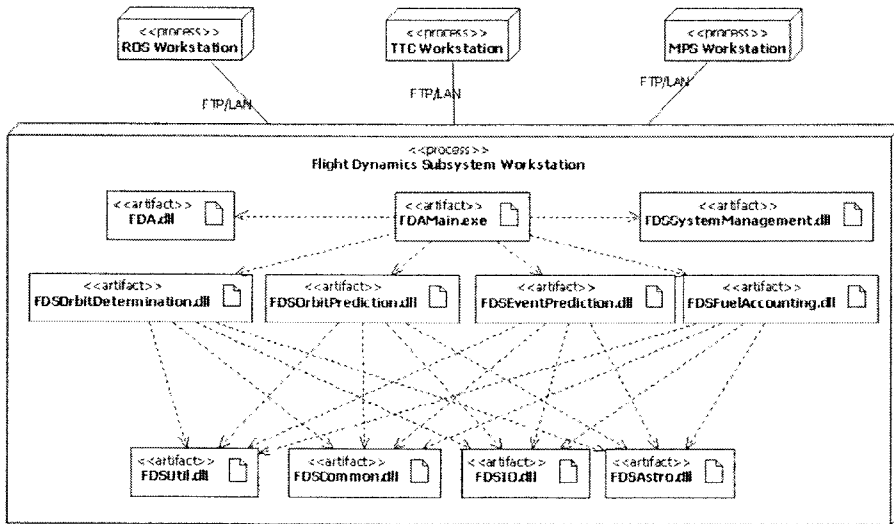 <<process>>
ROS Workstation
<<process>>
TTC Workstation
<<process>>
MPS Workstation
FTP/LAN
FTP/LAN
FTP/LAN
<<process>>
Flight Dynamics Subsystem Workstation
<<artifact>>
FDA.dll
<<artifact>>
FDAMain.exe
<<artifact>>
FDSSystemManagement.dll
<<artifact>>
FDSOrbitDetermination.dll
<<artifact>>
FDSOrbitPrediction.dll
<<artifact>>
FDSEventPrediction.dll
<<artifact>>
FDSFuelAccounting.dll
<<artifact>>
FDSUtil.dll
<<artifact>>
FDSCommon.dll
<<artifact>>
FDSIO.dll
<<artifact>>
FDSAstro.dll